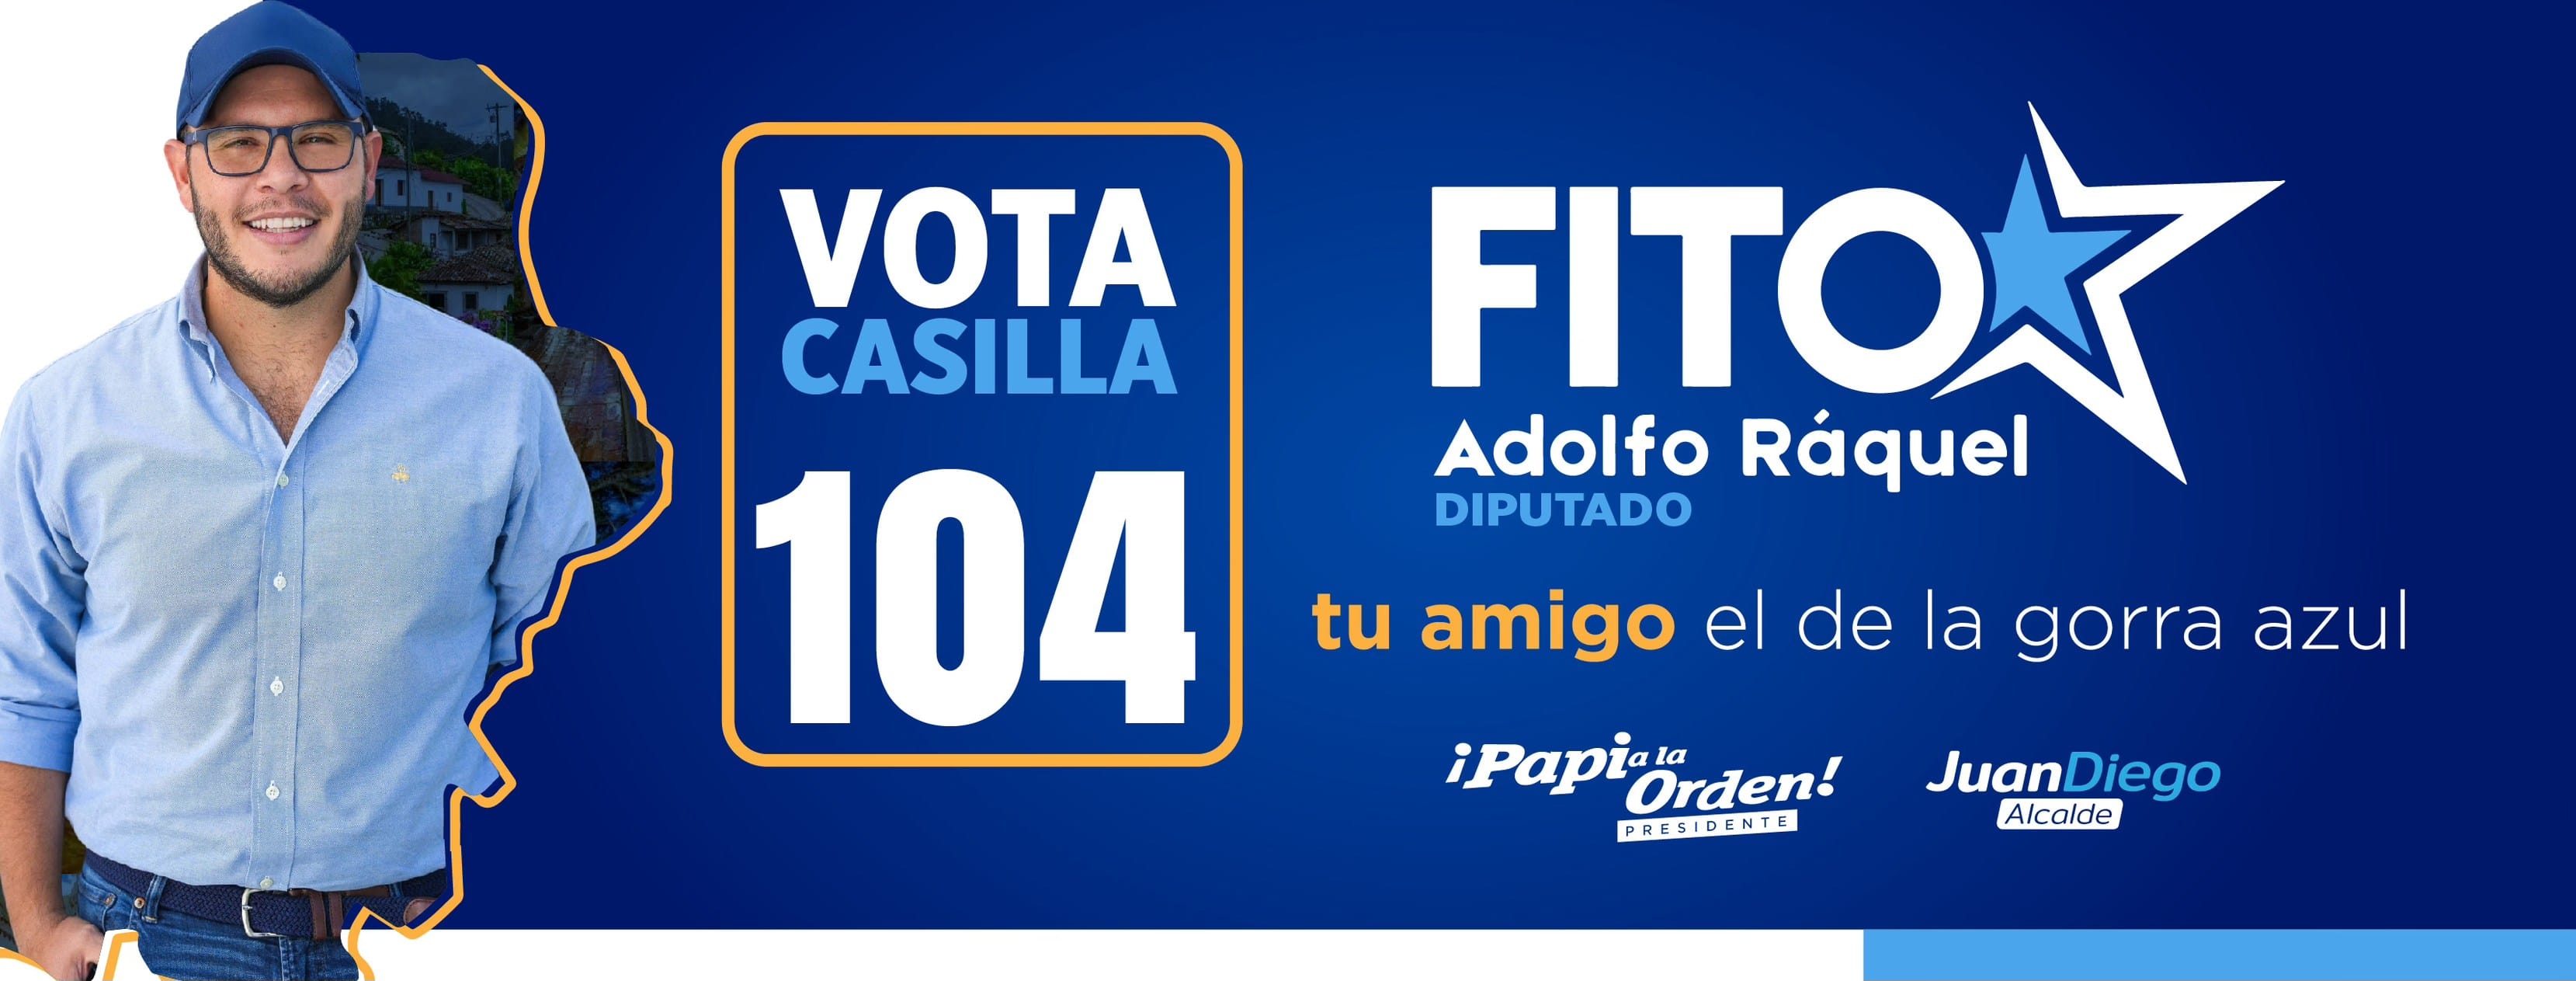 VOTA
CASILLA
104
FITO
Adolfo Ráquel
DIPUTADO
tu amigo el de la gorra azul
¡Papi a la
Orden!
PRESIDENTE
JuanDiego
Alcalde